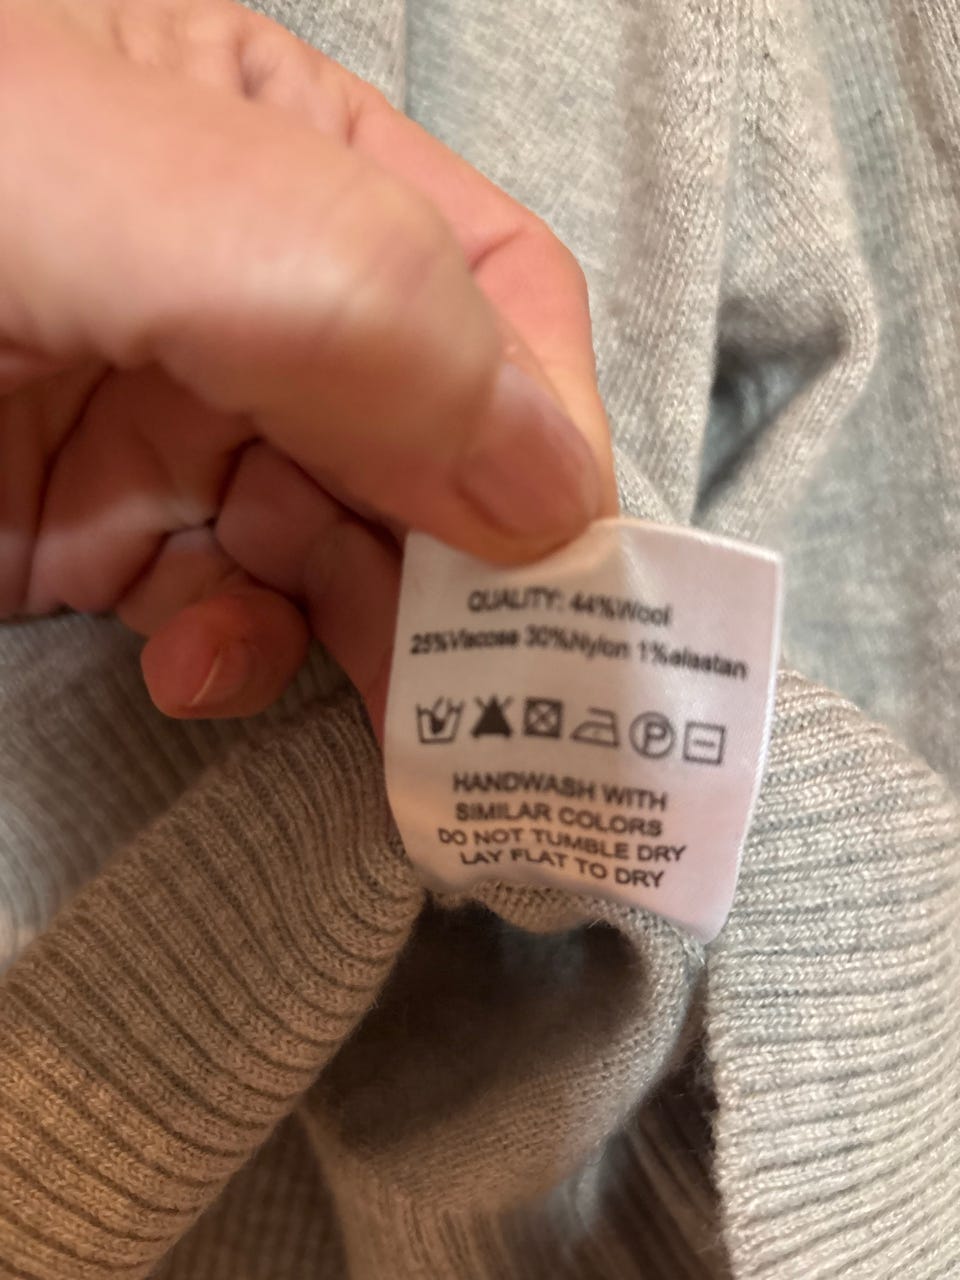 QUALITY: 44%Wool
25%Viscose 30%Nylon 1%elastan
P
HANDWASH WITH
SIMILAR COLORS
DO NOT TUMBLE DRY
LAY FLAT TO DRY